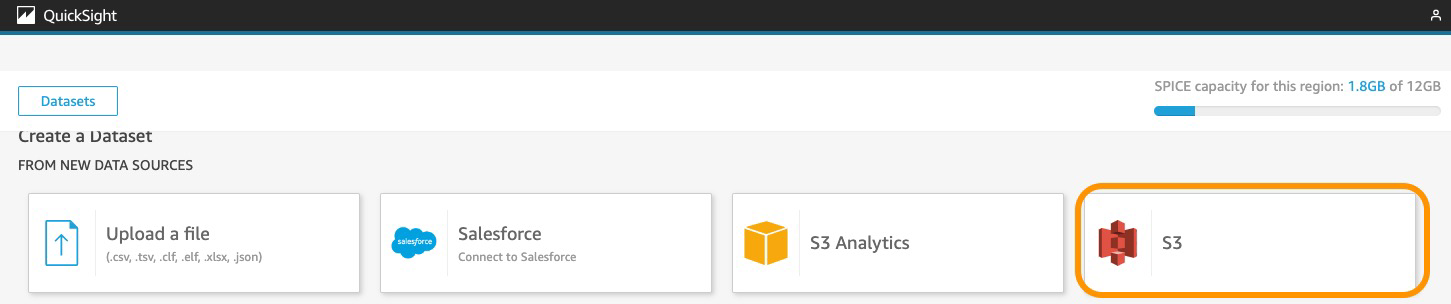 QuickSight
Datasets
SPICE capacity for this region: 1.8GB of 12GB
Create a Dataset
FROM NEW DATA SOURCES
Upload a file
(.csv, .tsv, .clf, .elf, .xlsx, .json)
salesforce
Salesforce
Connect to Salesforce
S3 Analytics
S3